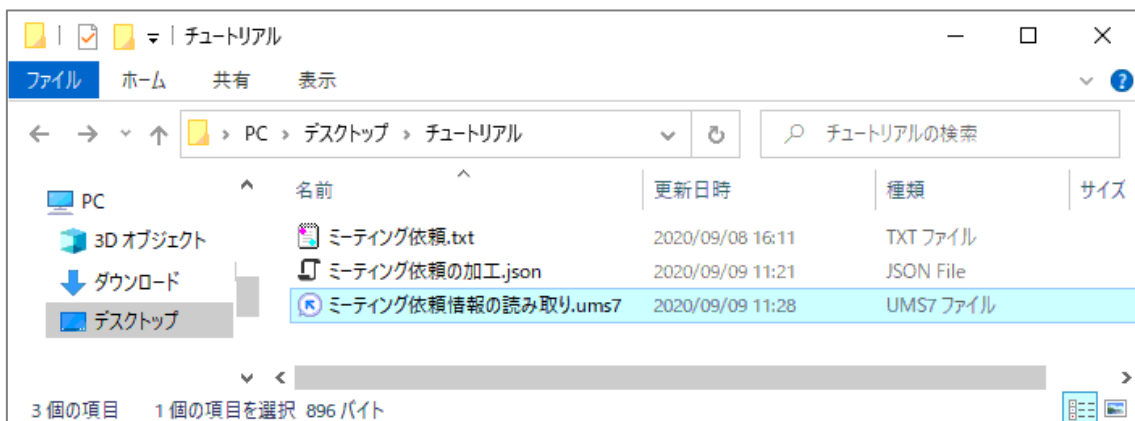 チュートリアル
ファイル ホーム 共有 表示
PC › デスクトップ › チュートリアル チュートリアルの検索
名前 更新日時 種類 サイズ
PC
3D オブジェクト
ダウンロード
デスクトップ
ミーティング依頼.txt 2020/09/08 16:11 TXT ファイル
ミーティング依頼の加工.json 2020/09/09 11:21 JSON File
ミーティング依頼情報の読み取り.ums7 2020/09/09 11:28 UMS7 ファイル
3 個の項目 1 個の項目を選択 896 バイト